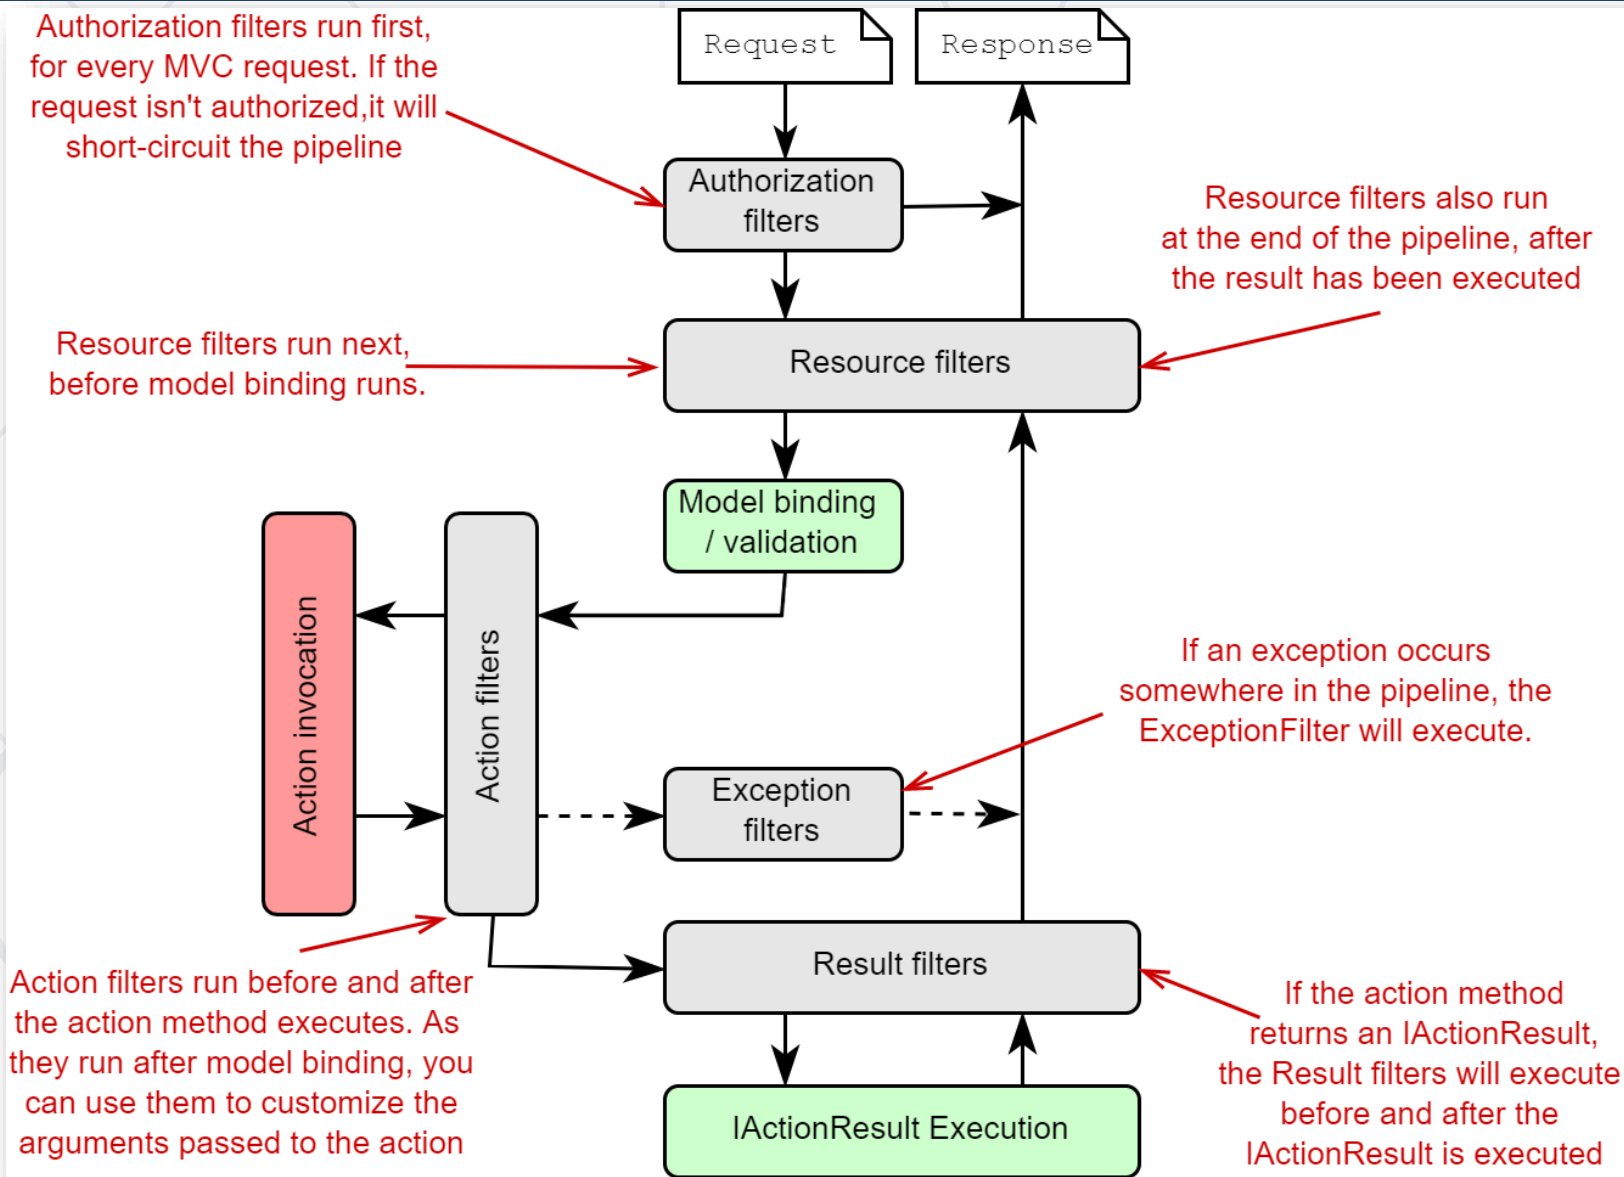 Authorization filters run first,
for every MVC request. If the
request isn't authorized,it will
short-circuit the pipeline
Request
Response
Authorization
filters
Resource filters also run
at the end of the pipeline, after
the result has been executed
Resource filters run next,
before model binding runs.
Resource filters
Model binding
/ validation
Action invocation
Action filters
If an exception occurs
somewhere in the pipeline, the
ExceptionFilter will execute.
Exception
filters
Result filters
Action filters run before and after
the action method executes. As
they run after model binding, you
can use them to customize the
arguments passed to the action
If the action method
returns an IActionResult,
the Result filters will execute
before and after the
IActionResult is executed
IActionResult Execution